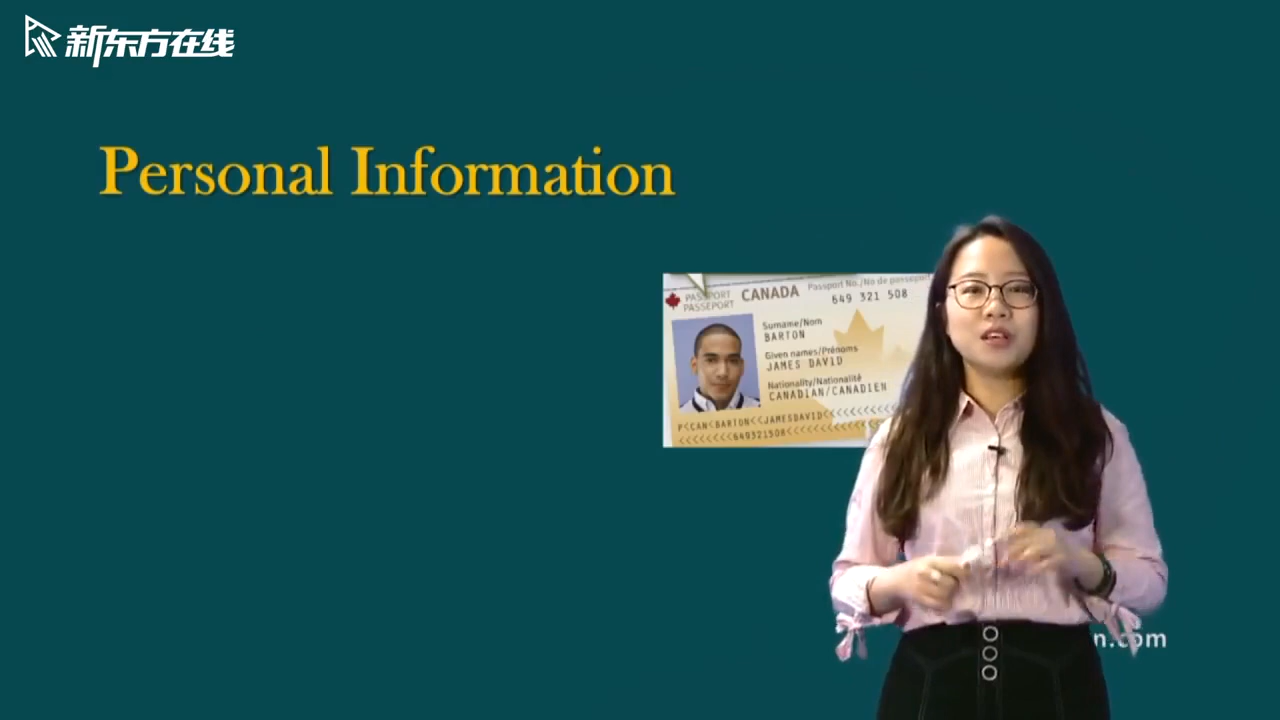 新东方在线
Personal Information
PASSPORT
PASSEPORT
CANADA
Passport No./No de passeport
649 321 508
Surname/Nom
BARTON
Given names/Prénoms
JAMES DAVID
Nationality/Nationalité
CANADIAN/CANADIEN
P<CAN<BARTON<<JAMESDAVID<<<<<<<<<
<<<<<<<<649321508<<<<<<<<<<<<<
n.com